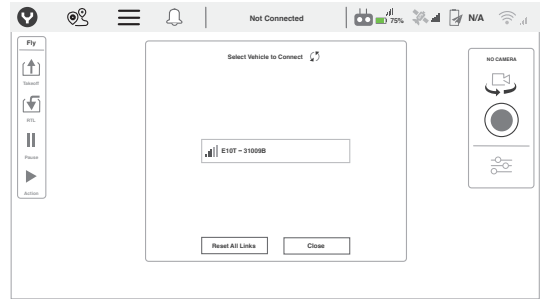 Not Connected
75%
N/A
Fly
Takeoff
RTL
Pause
Action
Select Vehicle to Connect
E10T – 31009B
Reset All Links
Close
NO CAMERA